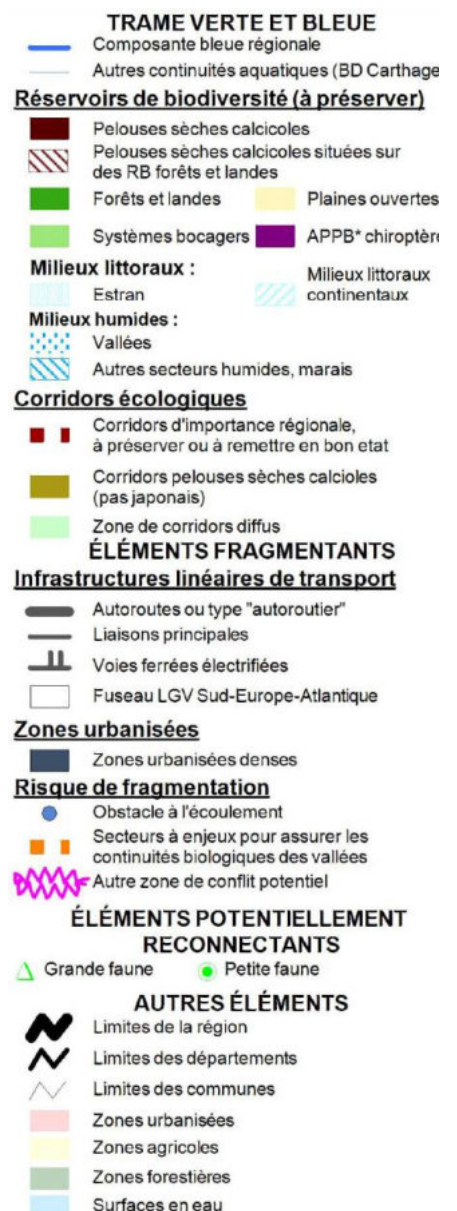 TRAME VERTE ET BLEUE
Composante bleue régionale
Autres continuités aquatiques (BD Carthage
Réservoirs de biodiversité (à préserver)
Pelouses sèches calcicoles
Pelouses sèches calcicoles situées sur
des RB forêts et landes
Forêts et landes
Plaines ouvertes
Systèmes bocagers
APPB* chiroptère
Milieux littoraux :
Estran
Milieux littoraux
continentaux
Milieux humides :
Vallées
Autres secteurs humides, marais
Corridors écologiques
Corridors d'importance régionale,
à préserver ou à remettre en bon etat
Corridors pelouses sèches calcioles
(pas japonais)
Zone de corridors diffus
ÉLÉMENTS FRAGMENTANTS
Infrastructures linéaires de transport
Autoroutes ou type "autoroutier"
Liaisons principales
Voies ferrées électrifiées
Fuseau LGV Sud-Europe-Atlantique
Zones urbanisées
Zones urbanisées denses
Risque de fragmentation
Obstacle à l'écoulement
Secteurs à enjeux pour assurer les
continuités biologiques des vallées
Autre zone de conflit potentiel
ÉLÉMENTS POTENTIELLEMENT
RECONNECTANTS
Grande faune
Petite faune
AUTRES ÉLÉMENTS
Limites de la région
Limites des départements
Limites des communes
Zones urbanisées
Zones agricoles
Zones forestières
Surfaces en eau